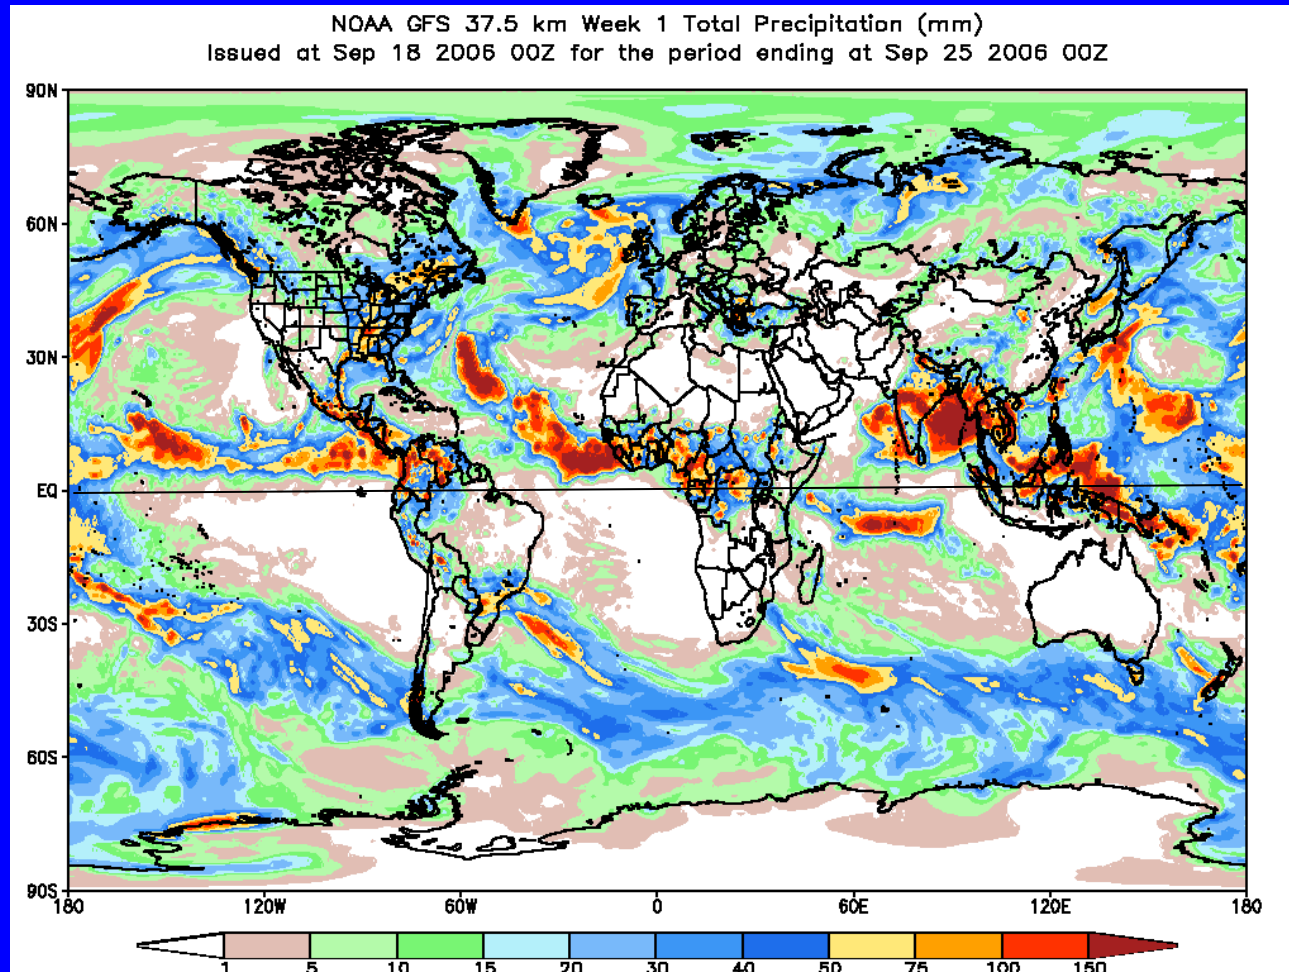 NOAA GFS 37.5 km Week 1 Total Precipitation (mm)
Issued at Sep 18 2006 00Z for the period ending at Sep 25 2006 00Z
90N
60N
30N
EQ
30S
60S
90S
180 120W 60W 0 60E 120E 180
1 5 10 15 20 30 40 50 75 100 150